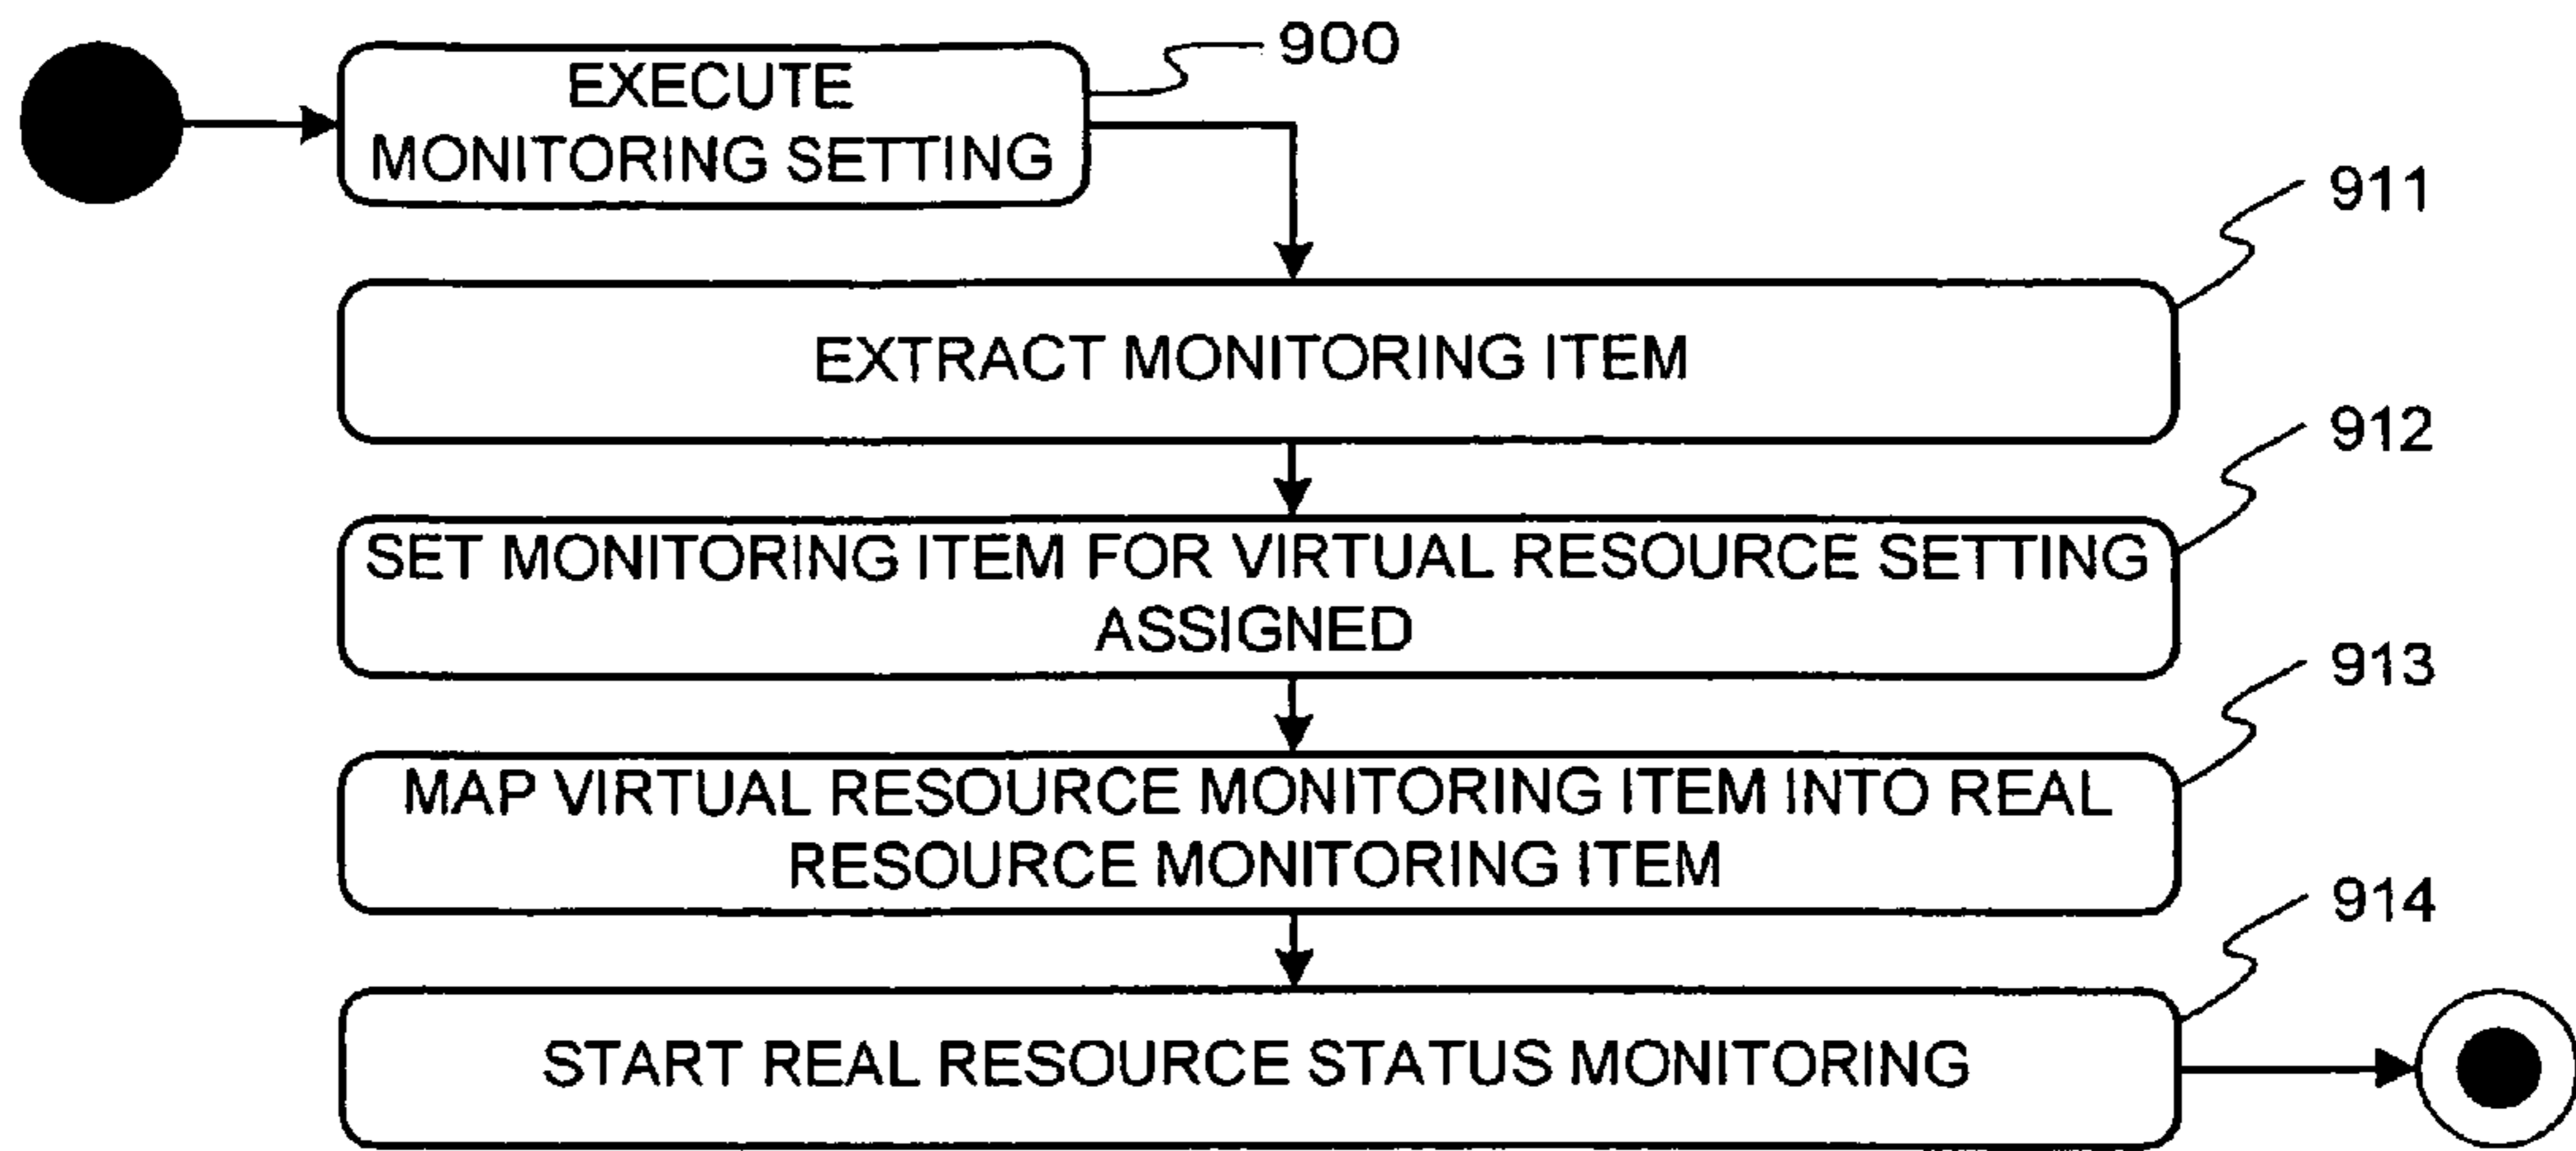 EXECUTE
MONITORING SETTING
900
911
EXTRACT MONITORING ITEM
912
SET MONITORING ITEM FOR VIRTUAL RESOURCE SETTING
ASSIGNED
913
MAP VIRTUAL RESOURCE MONITORING ITEM INTO REAL
RESOURCE MONITORING ITEM
914
START REAL RESOURCE STATUS MONITORING